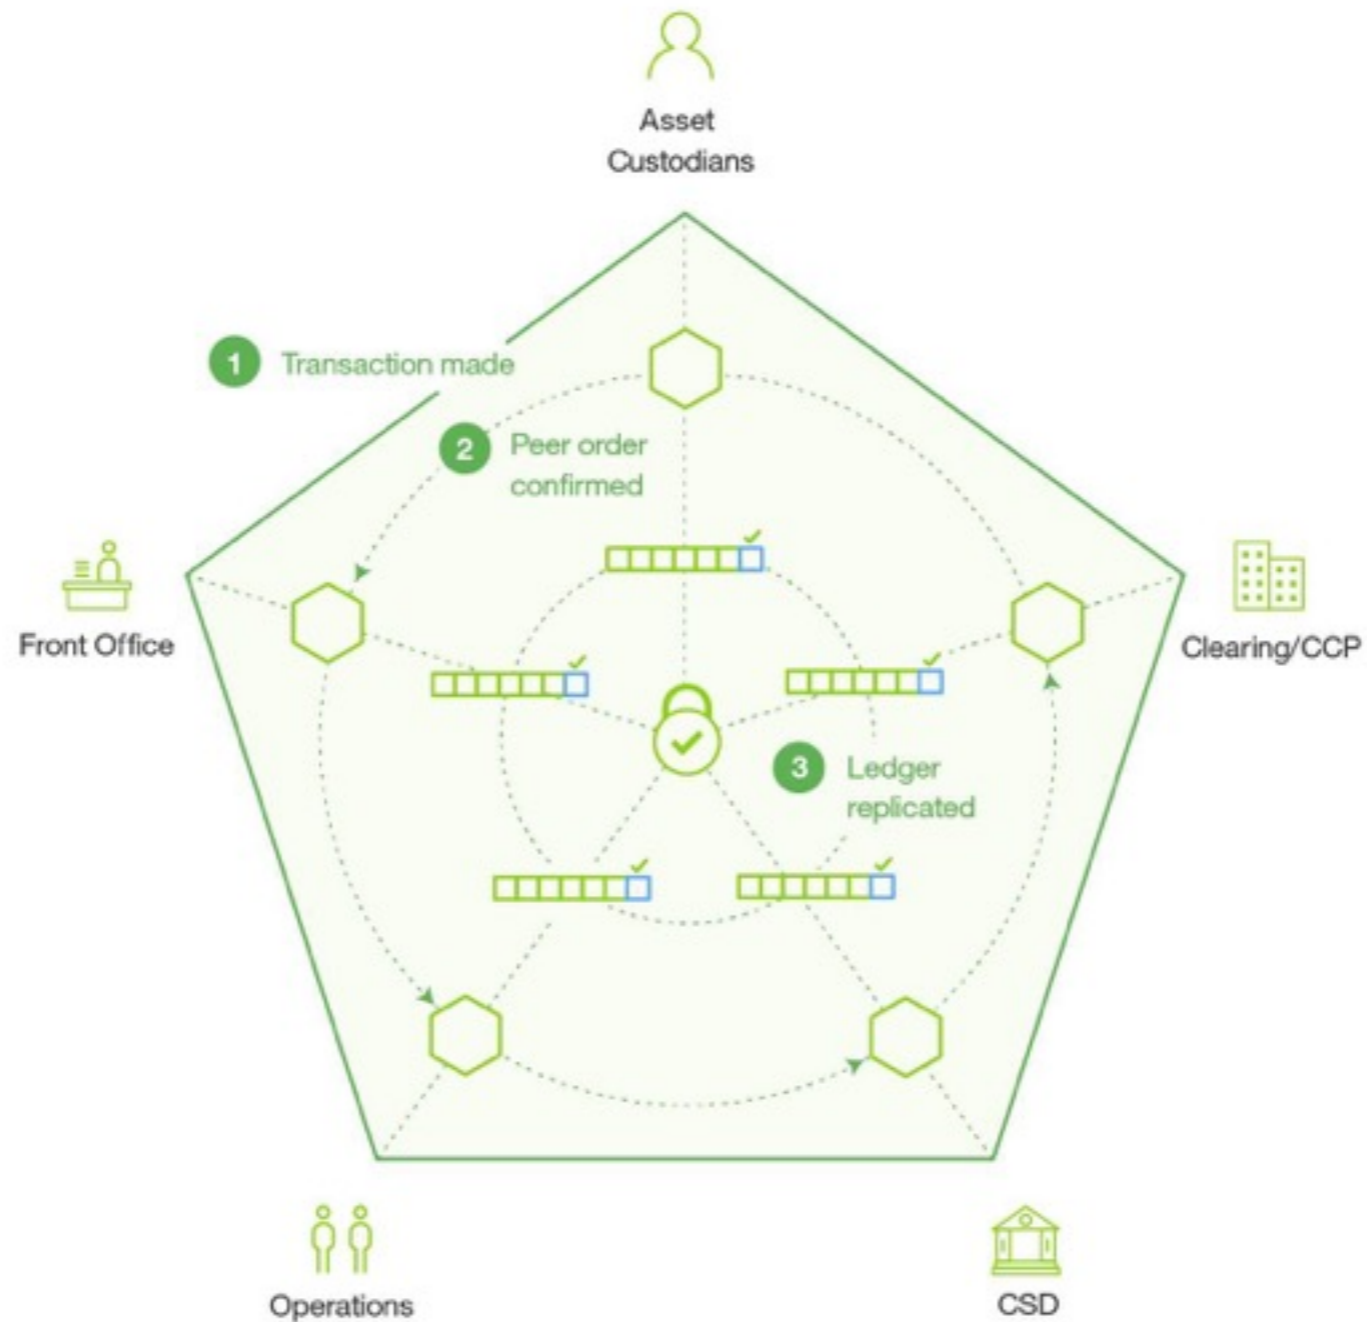 Asset
Custodians
1 Transaction made
2 Peer order
confirmed
Front Office
Clearing/CCP
3 Ledger
replicated
Operations
CSD